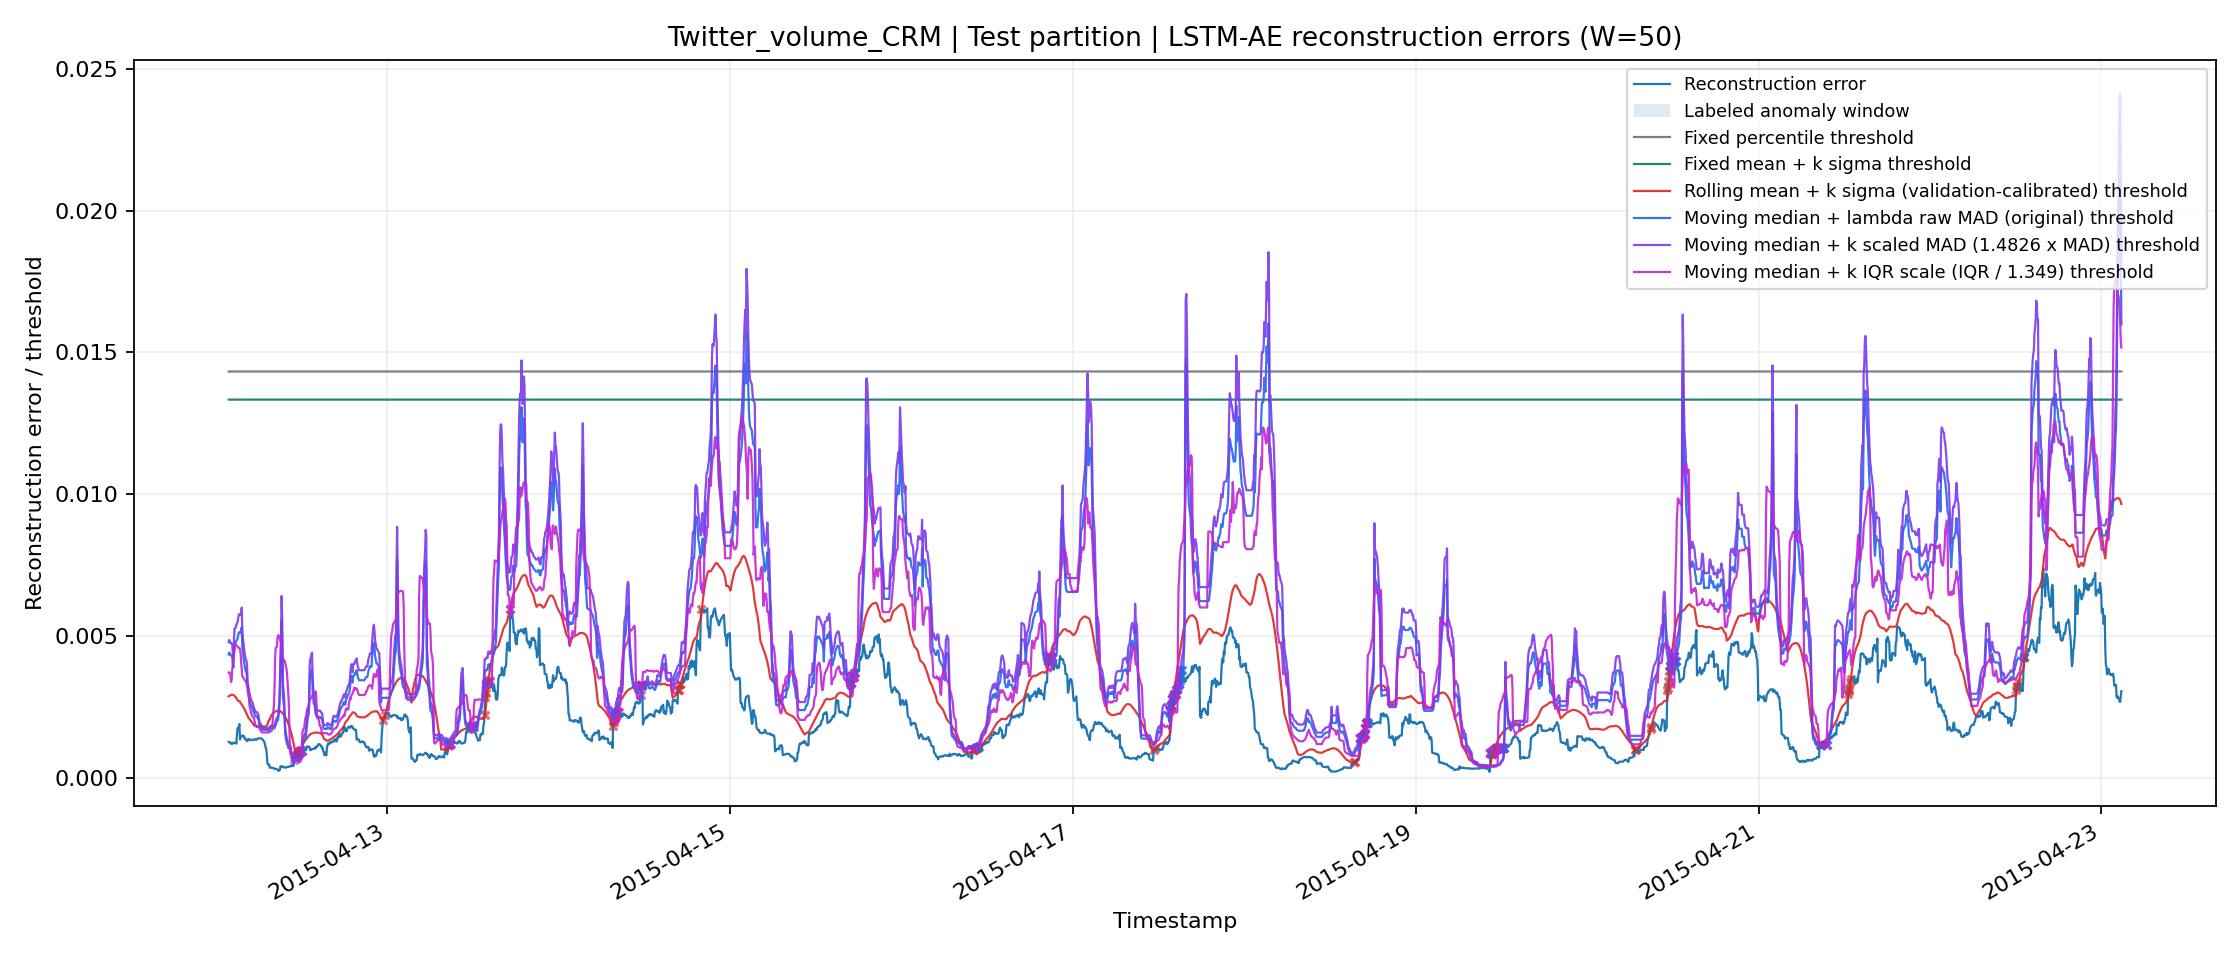 Twitter_volume_CRM | Test partition | LSTM-AE reconstruction errors (W=50)
Reconstruction error / threshold
0.025
0.020
0.015
0.010
0.005
0.000
Reconstruction error
Labeled anomaly window
Fixed percentile threshold
Fixed mean + k sigma threshold
Rolling mean + k sigma (validation-calibrated) threshold
Moving median + lambda raw MAD (original) threshold
Moving median + k scaled MAD (1.4826 x MAD) threshold
Moving median + k IQR scale (IQR / 1.349) threshold
2015-04-13
2015-04-15
2015-04-17
2015-04-19
2015-04-21
2015-04-23
Timestamp